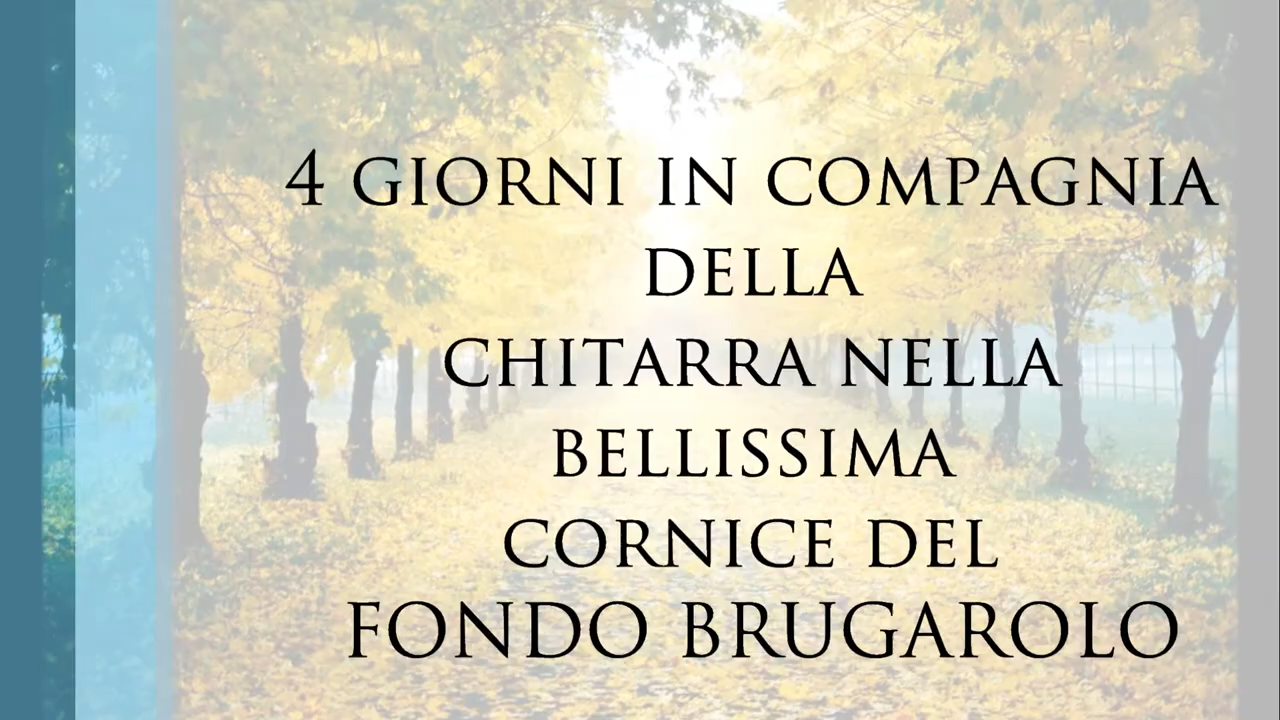 4 GIORNI IN COMPAGNIA
DELLA
CHITARRA NELLA
BELLISSIMA
CORNICE DEL
FONDO BRUGAROLO